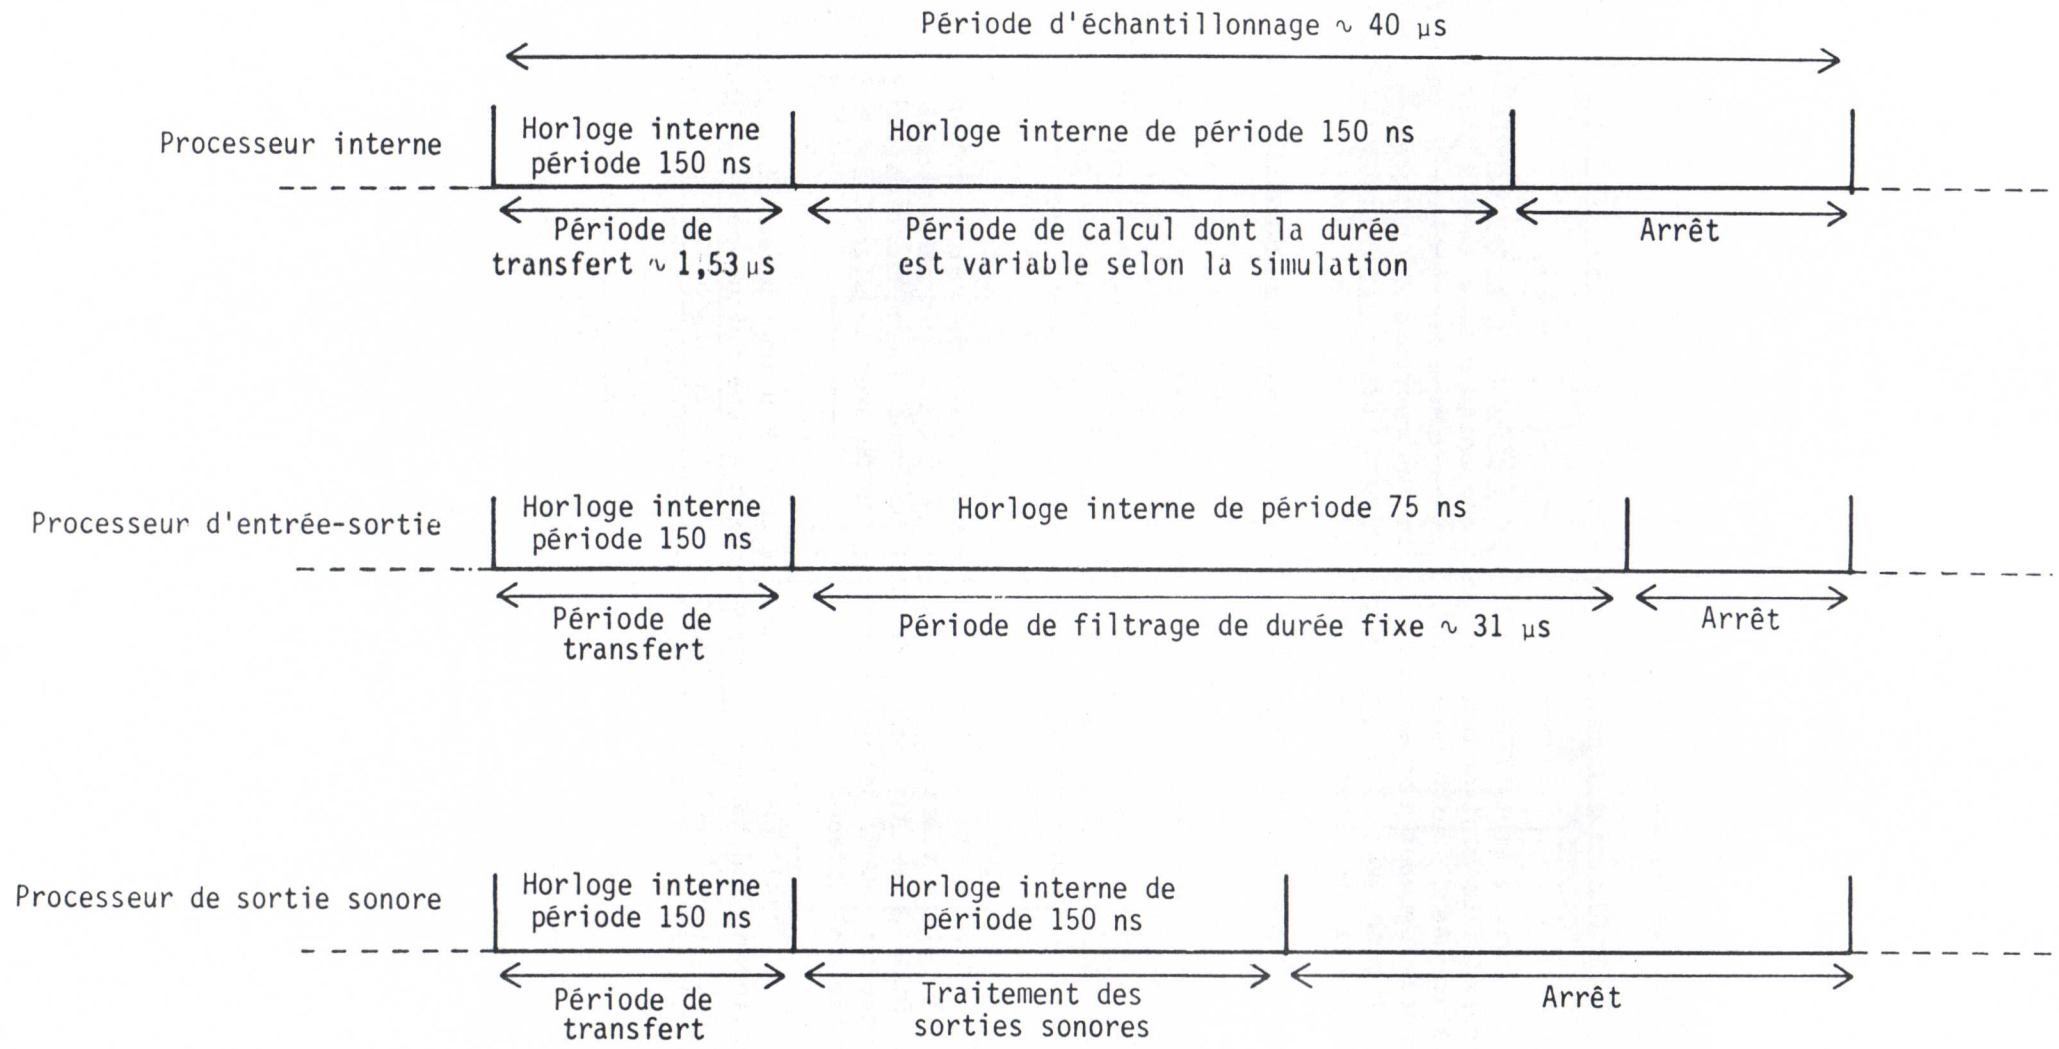 Période d'échantillonnage ∿ 40 µs
Processeur interne
Horloge interne
période 150 ns
Horloge interne de période 150 ns
Période de
transfert ∿ 1,53 µs
Période de calcul dont la durée
est variable selon la simulation
Arrêt
Processeur d'entrée-sortie
Horloge interne
période 150 ns
Horloge interne de période 75 ns
Période de
transfert
Période de filtrage de durée fixe ∿ 31 µs
Arrêt
Processeur de sortie sonore
Horloge interne
période 150 ns
Horloge interne de
période 150 ns
Période de
transfert
Traitement des
sorties sonores
Arrêt